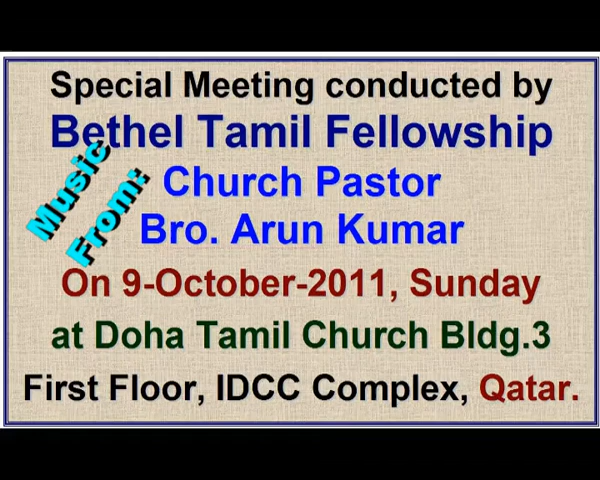 Special Meeting conducted by
Bethel Tamil Fellowship
Music
From:
Church Pastor
Bro. Arun Kumar
On 9-October-2011, Sunday
at Doha Tamil Church Bldg.3
First Floor, IDCC Complex, Qatar.